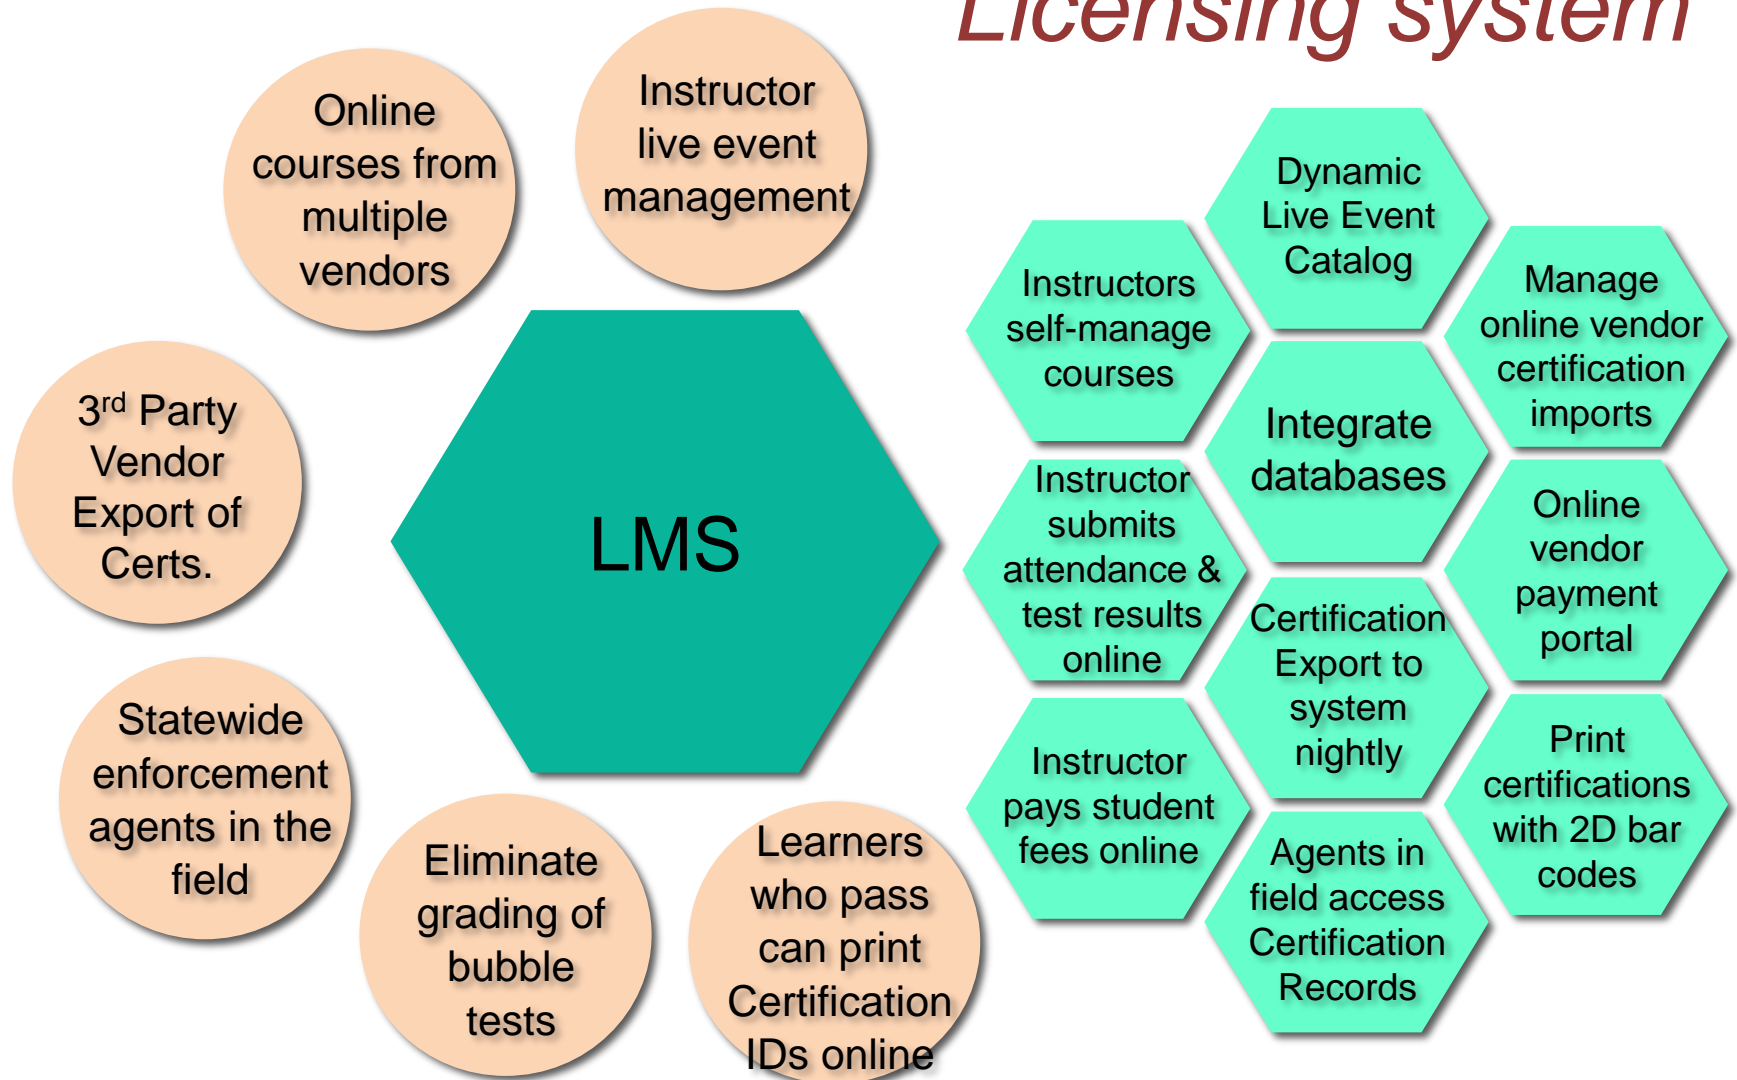 Licensing system
Online
courses from
multiple
vendors
Instructor
live event
management
3rd Party
Vendor
Export of
Certs.
LMS
Statewide
enforcement
agents in the
field
Eliminate
grading of
bubble
tests
Learners
who pass
can print
Certification
IDs online
Dynamic
Live Event
Catalog
Instructors
self-manage
courses
Manage
online vendor
certification
imports
Integrate
databases
Instructor
submits
attendance &
test results
online
Online
vendor
payment
portal
Certification
Export to
system
nightly
Instructor
pays student
fees online
Print
certifications
with 2D bar
codes
Agents in
field access
Certification
Records